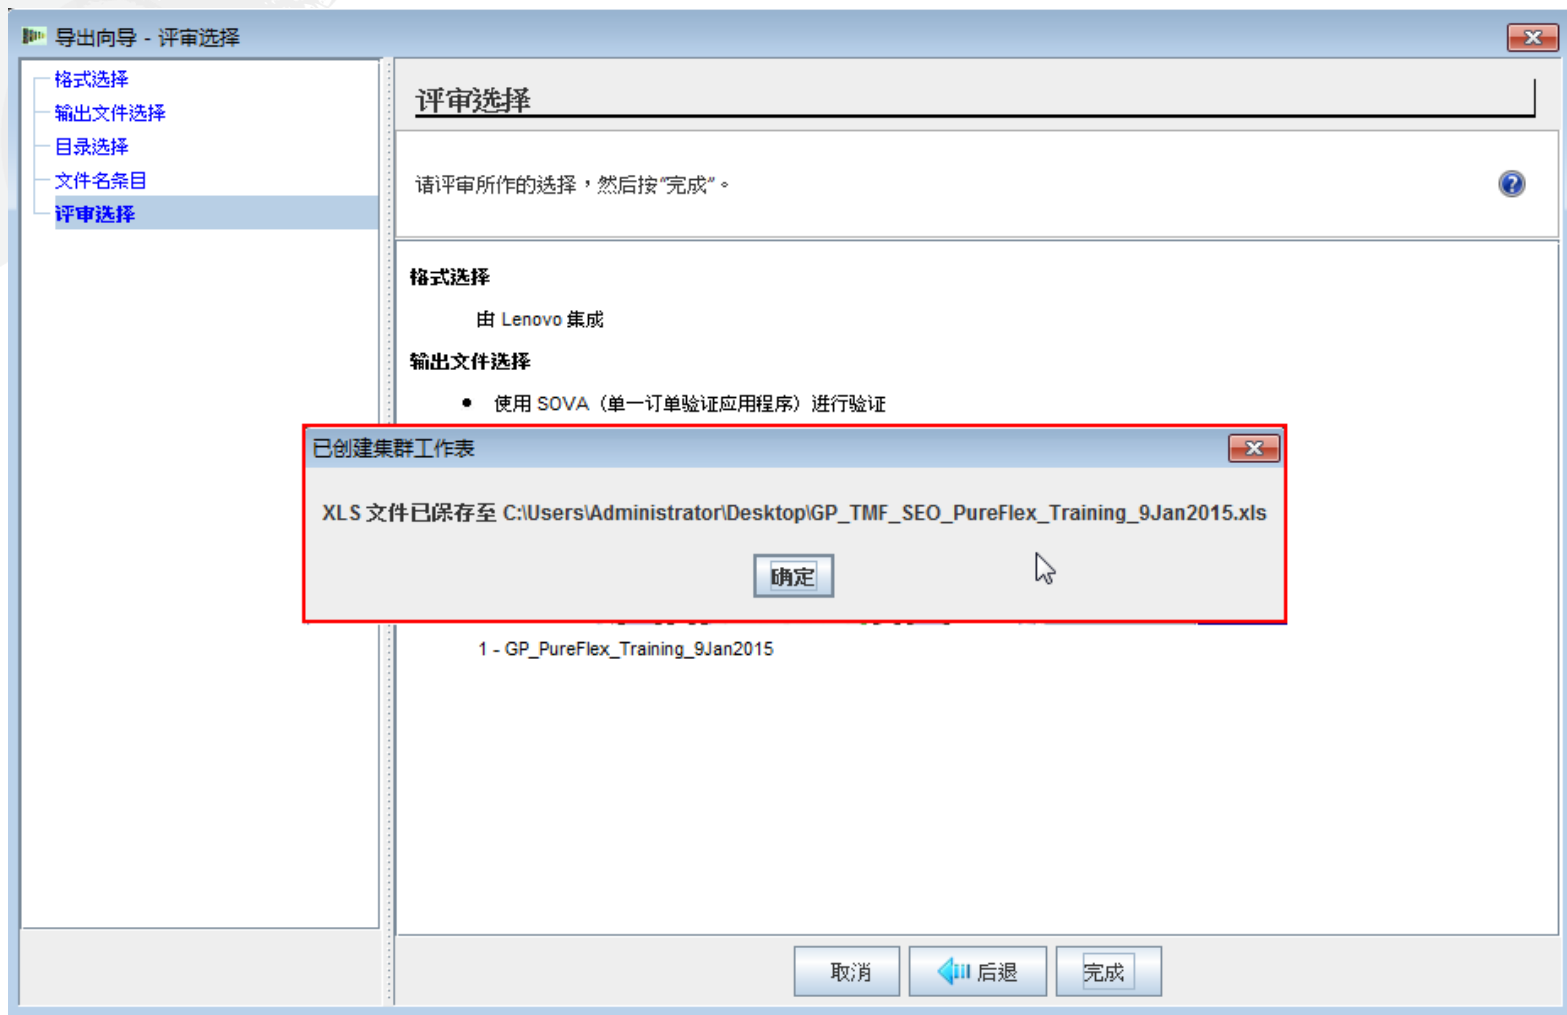 导出向导 - 评审选择
格式选择
输出文件选择
目录选择
文件名条目
评审选择
评审选择
请评审所作的选择，然后按“完成”。
格式选择
由 Lenovo 集成
输出文件选择
使用 SOVA（单一订单验证应用程序）进行验证
已创建集群工作表
XLS 文件已保存至 C:\Users\Administrator\Desktop\GP_TMF_SEO_PureFlex_Training_9Jan2015.xls
确定
1 - GP_PureFlex_Training_9Jan2015
取消
后退
完成